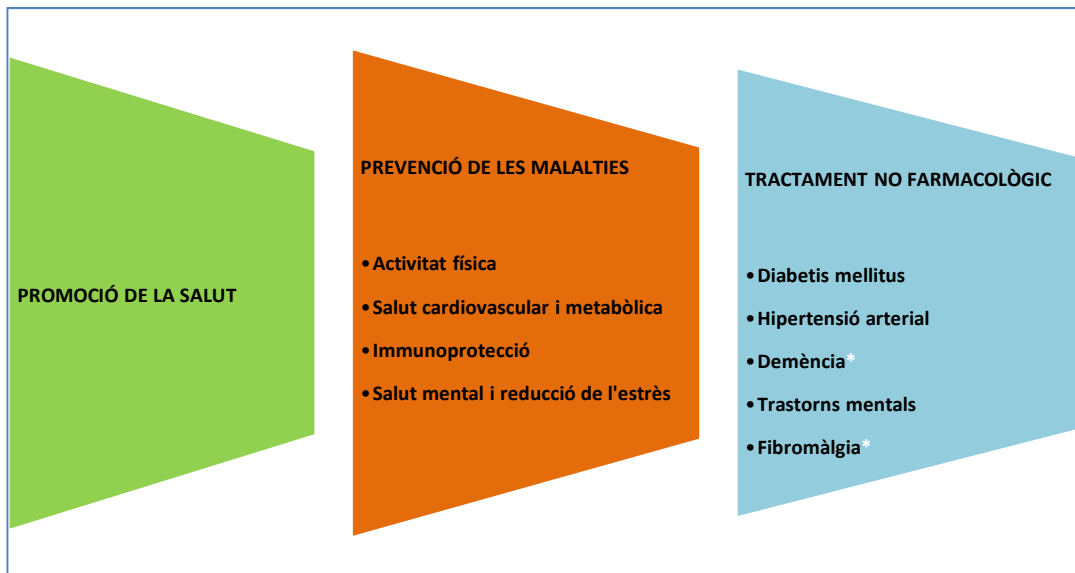 PROMOCIÓ DE LA SALUT
PREVENCIÓ DE LES MALALTIES
•Activitat física
•Salut cardiovascular i metabòlica
•Immunoprotecció
•Salut mental i reducció de l'estrès
TRACTAMENT NO FARMACOLÒGIC
•Diabetis mellitus
•Hipertensió arterial
•Demència*
•Trastorns mentals
•Fibromàlgia*